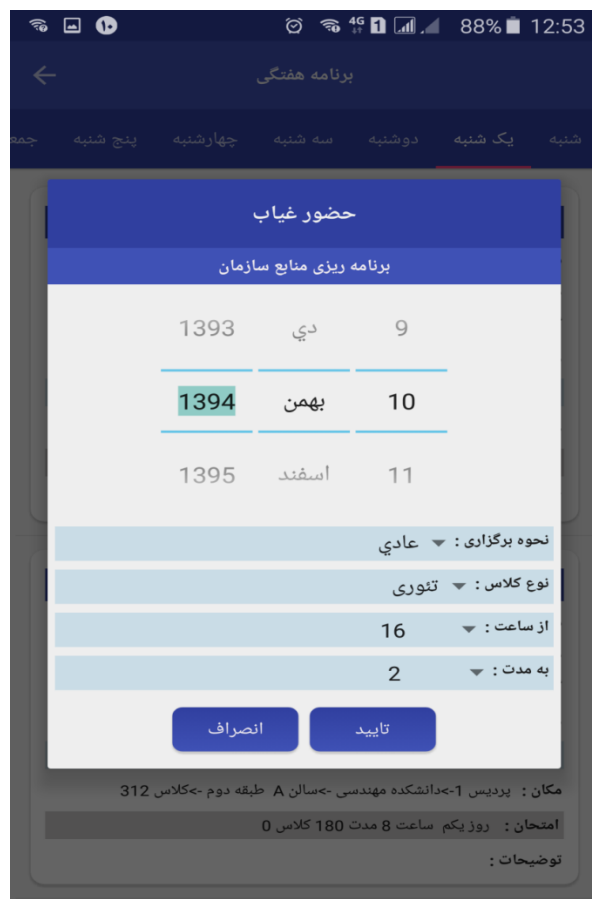 4G 1 88% 12:53
برنامه هفتگی
شنبه یک شنبه دوشنبه سه شنبه چهارشنبه پنج شنبه جمع
حضور غیاب
برنامه ریزی منابع سازمان
9 دي 1393
10 بهمن 1394
11 اسفند 1395
نحوه برگزاری : عادي
نوع کلاس : تئوری
از ساعت : 16
به مدت : 2
تایید انصراف
مکان : پردیس 1->دانشکده مهندسی ->سالن A طبقه دوم ->کلاس 312
امتحان : روز یکم ساعت 8 مدت 180 کلاس 0
توضیحات :